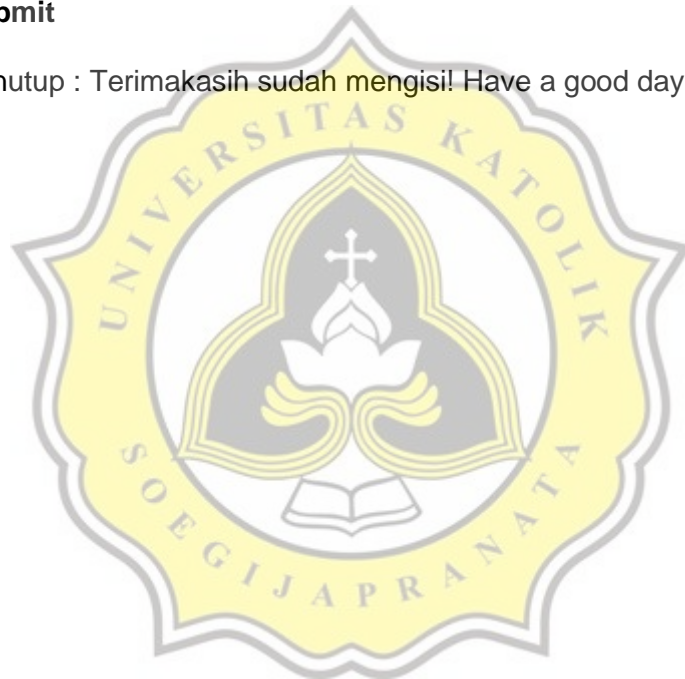 bmit
nutup : Terimakasih sudah mengisi! Have a good day
UNIVERSITAS KATOLIK
SOEGIJAPRANATA